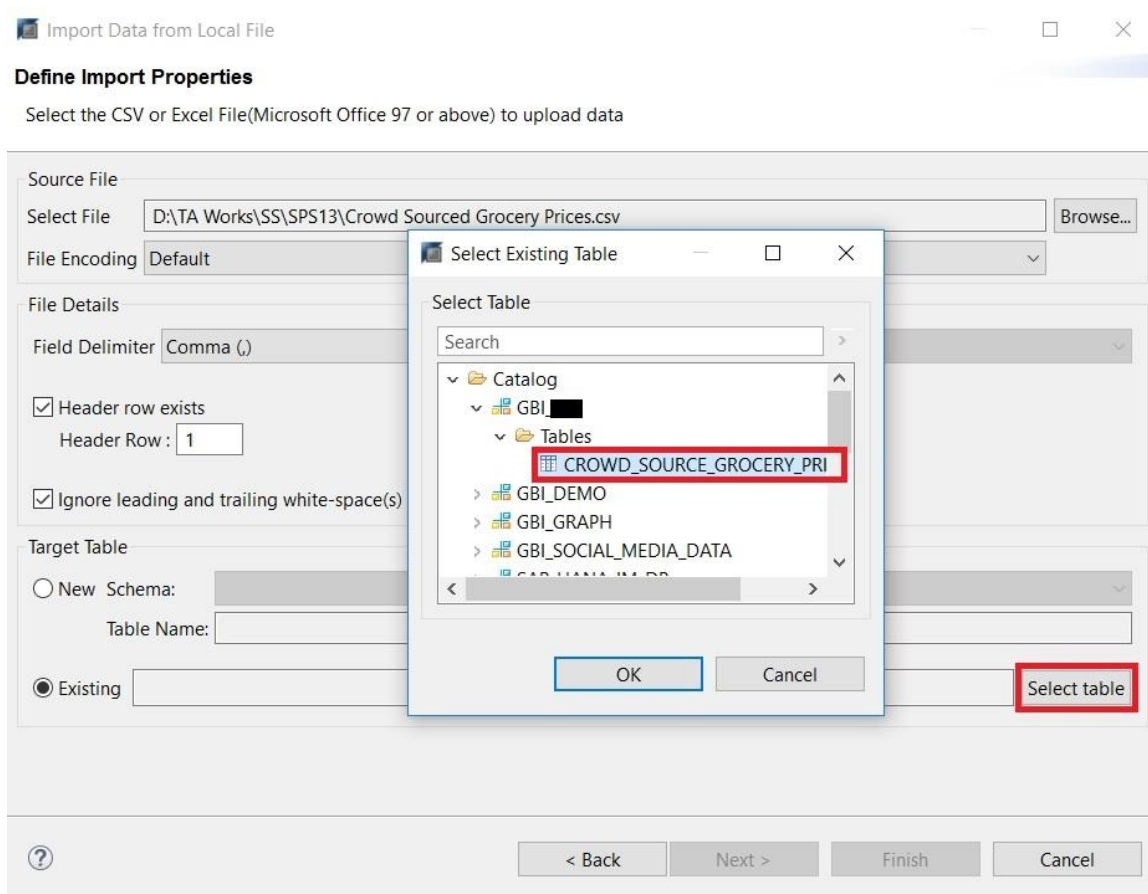 Import Data from Local File
Define Import Properties
Select the CSV or Excel File(Microsoft Office 97 or above) to upload data
Source File
Select File D:\TA Works\SS\SPS13\Crowd Sourced Grocery Prices.csv Browse...
File Encoding Default
File Details
Field Delimiter Comma (,)
Header row exists
Header Row : 1
Ignore leading and trailing white-space(s)
Target Table
New Schema:
Table Name:
Existing Select table
Select Existing Table
Select Table
Search
Catalog
GBI_
Tables
CROWD_SOURCE_GROCERY_PRI
GBI_DEMO
GBI_GRAPH
GBI_SOCIAL_MEDIA_DATA
OK Cancel
? < Back Next > Finish Cancel